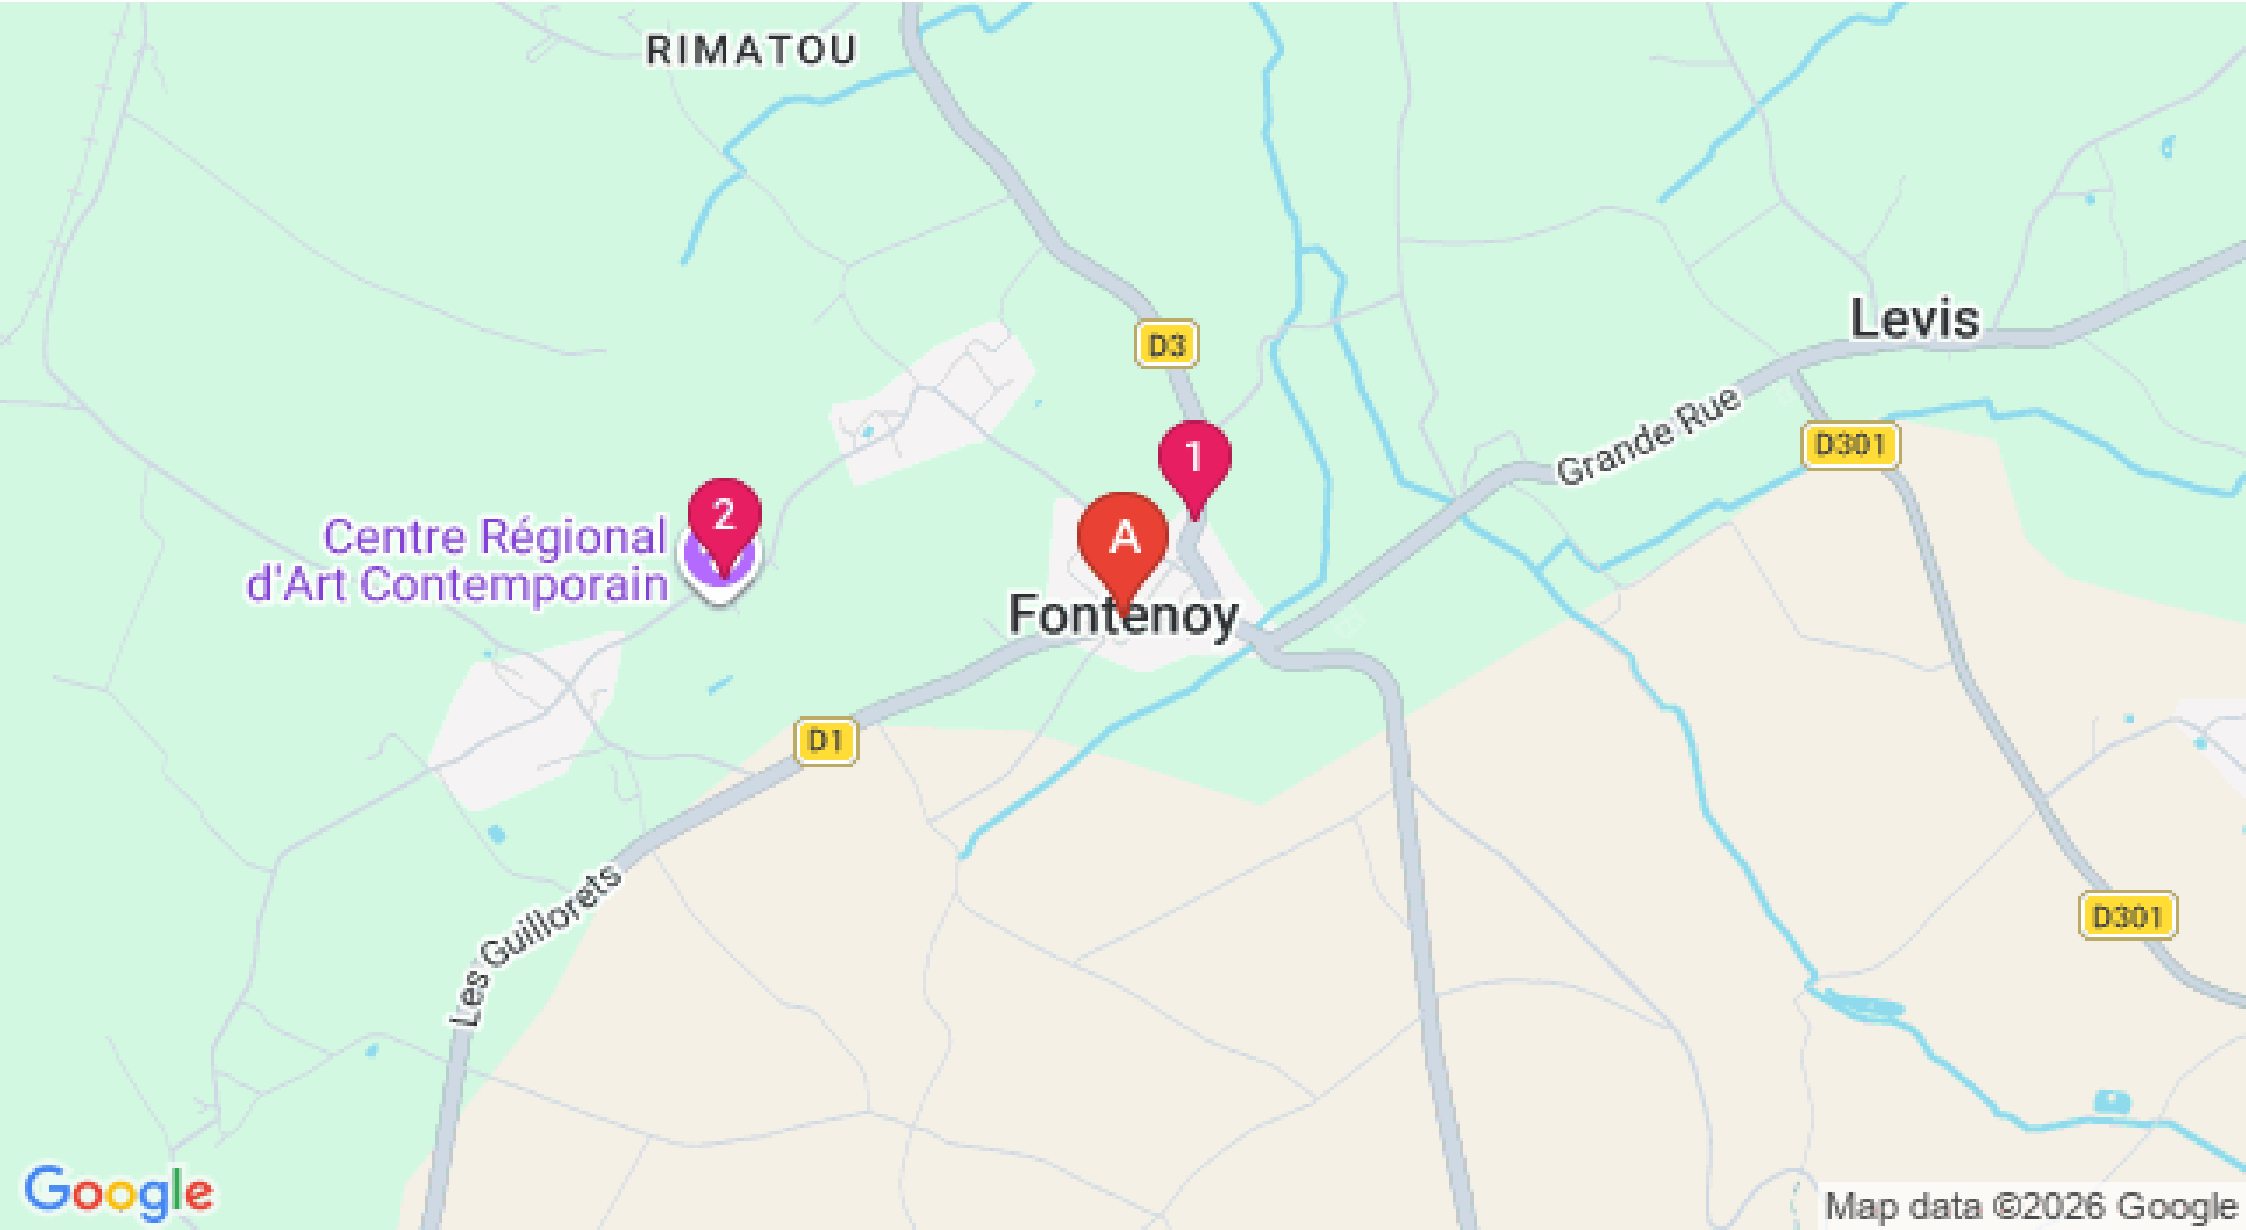 RIMATOU
D3
Levis
Grande Rue
D301
1
2
A
Centre Régional
d'Art Contemporain
Fontenoy
D1
Les Guillorets
D301
Google
Map data ©2026 Google